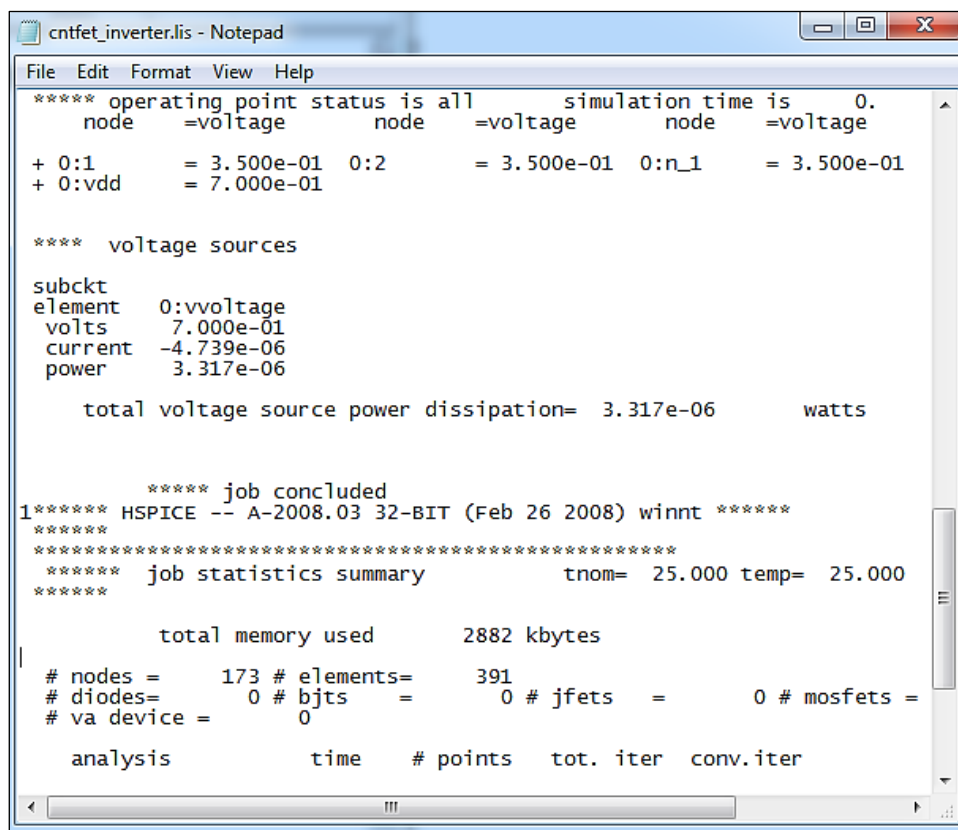 cntfet_inverter.lis - Notepad
File Edit Format View Help
***** operating point status is all simulation time is 0.
node =voltage node =voltage node =voltage
+ 0:1 = 3.500e-01 0:2 = 3.500e-01 0:n_1 = 3.500e-01
+ 0:vdd = 7.000e-01
**** voltage sources
subckt
element 0:vvoltage
volts 7.000e-01
current -4.739e-06
power 3.317e-06
total voltage source power dissipation= 3.317e-06 watts
***** job concluded
1****** HSPICE -- A-2008.03 32-BIT (Feb 26 2008) winnt ******
******
***************************************************
****** job statistics summary tnom= 25.000 temp= 25.000
******
total memory used 2882 kbytes
# nodes = 173 # elements= 391
# diodes= 0 # bjts = 0 # jfets = 0 # mosfets =
# va device = 0
analysis time # points tot. iter conv.iter